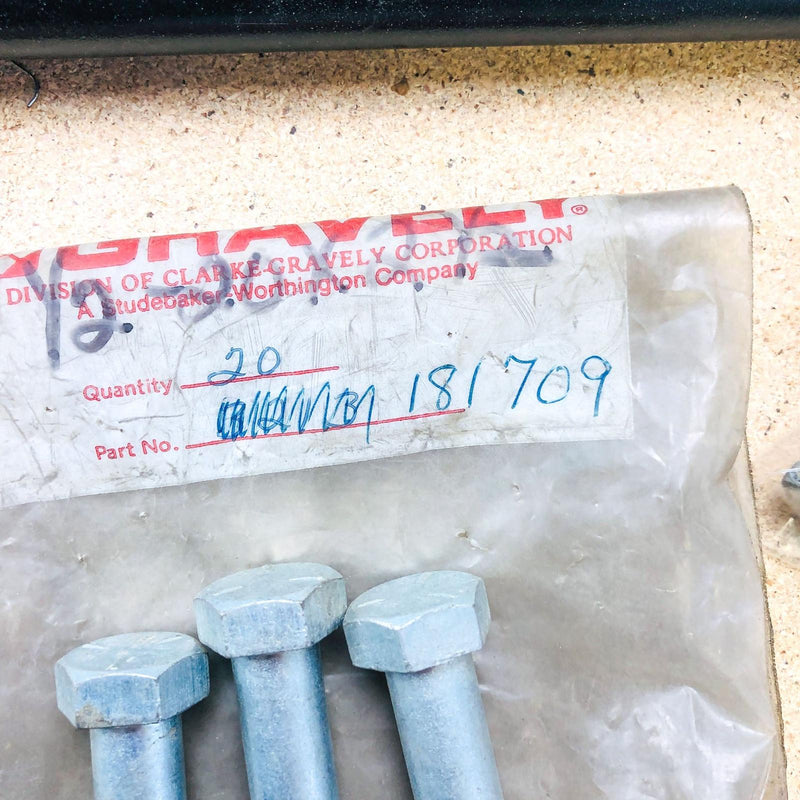 GRAVELY®
DIVISION OF CLARKE-GRAVELY CORPORATION
A Studebaker-Worthington Company
Quantity 20
Part No. 181709